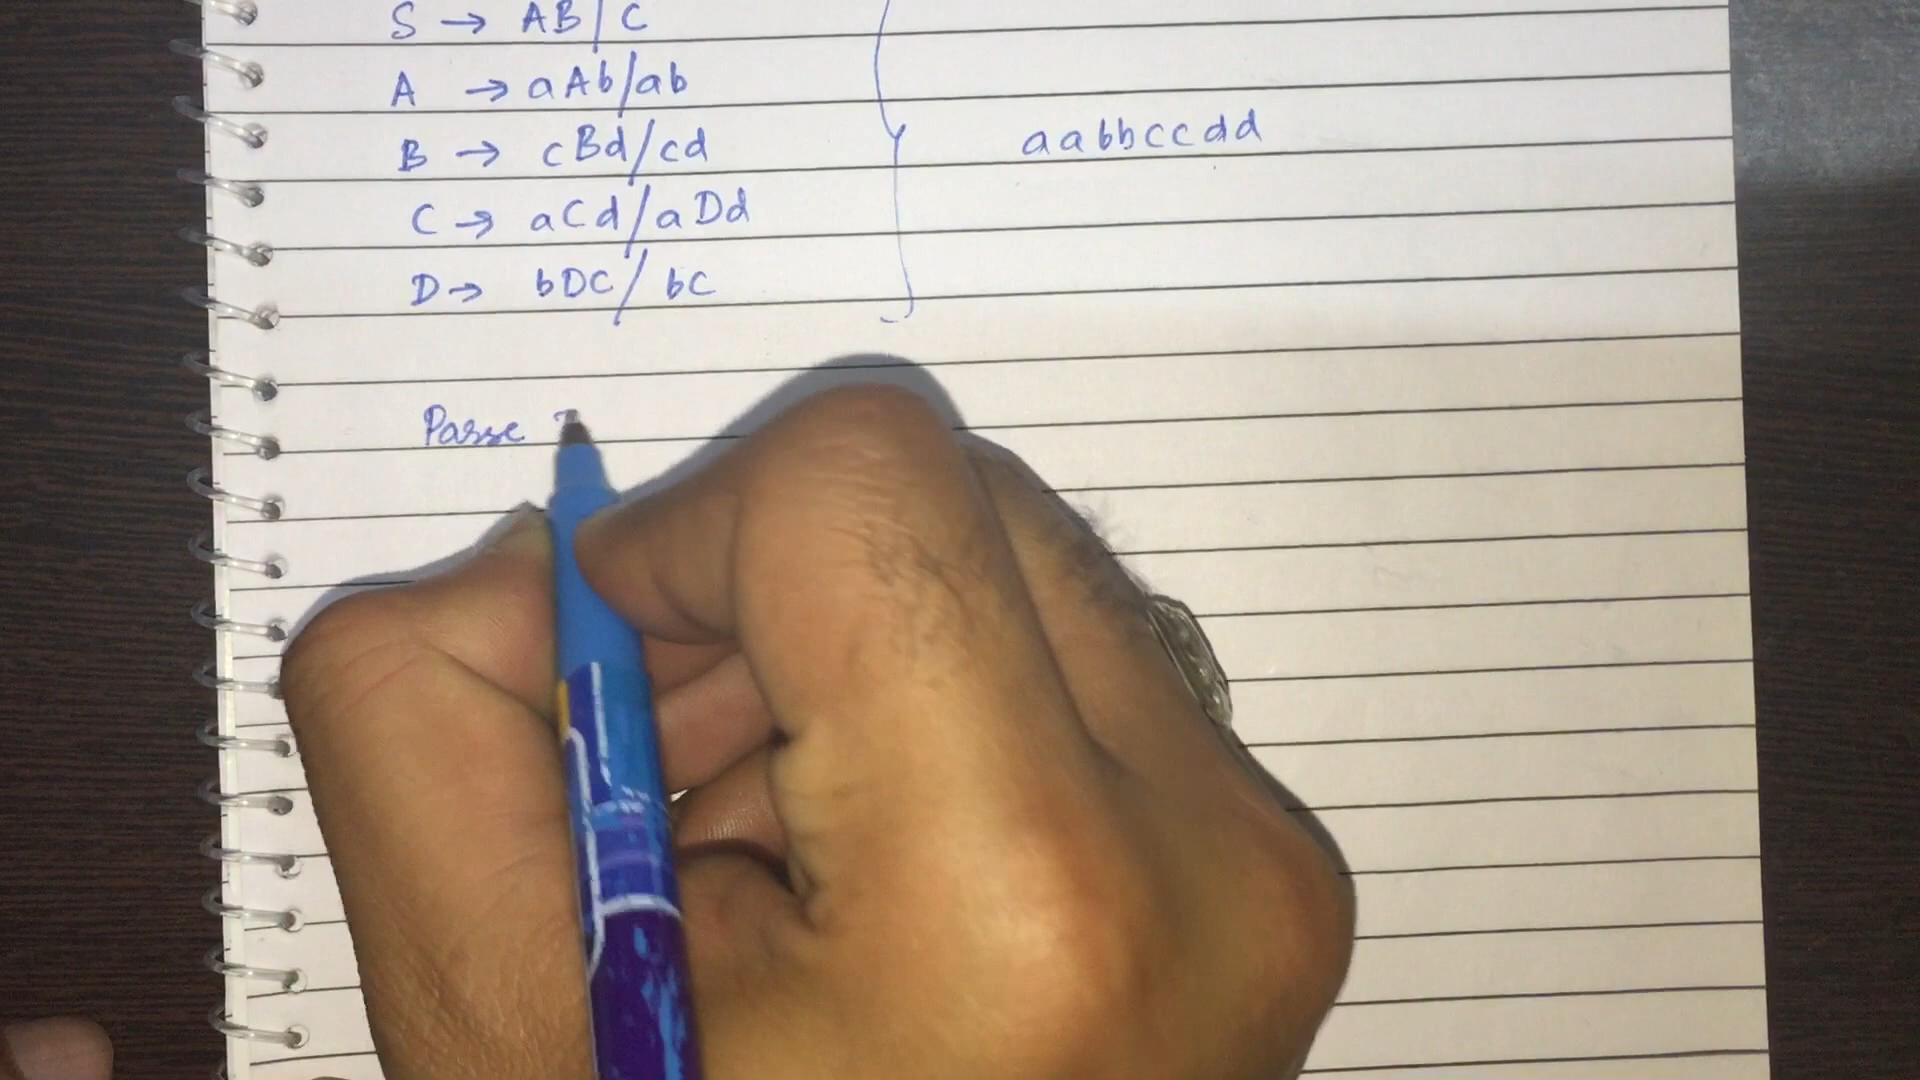 S → AB/C
A → aAb/ab
B → cBd/cd
aabbccdd
C → aCd/aDd
D → bDC/bC
Parse